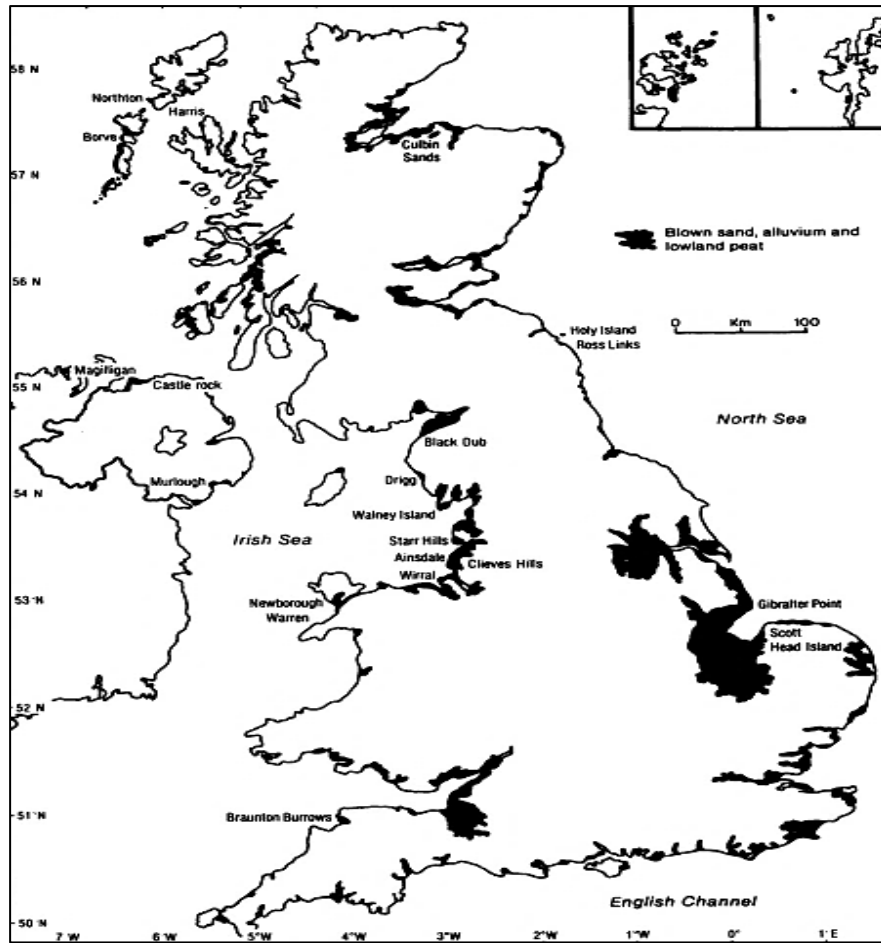 58 N
Northton
Harris
Borve
Culbin
Sands
57 N
Blown sand, alluvium and
lowland peat
56 N
0 Km 100
Holy Island
Ross Links
Magilligan
55 N
Castle rock
North Sea
Black Dub
Drigg
Murlough
54 N
Walney Island
Irish Sea
Starr Hills
Ainsdale
Clieves Hills
Wirral
53 N
Newborough
Warren
Gibralter Point
Scott
Head Island
52 N
51 N
Braunton Burrows
English Channel
50 N
7 W 6°W 5°W 4°W 3°W 2°W 1°W 0° 1°E